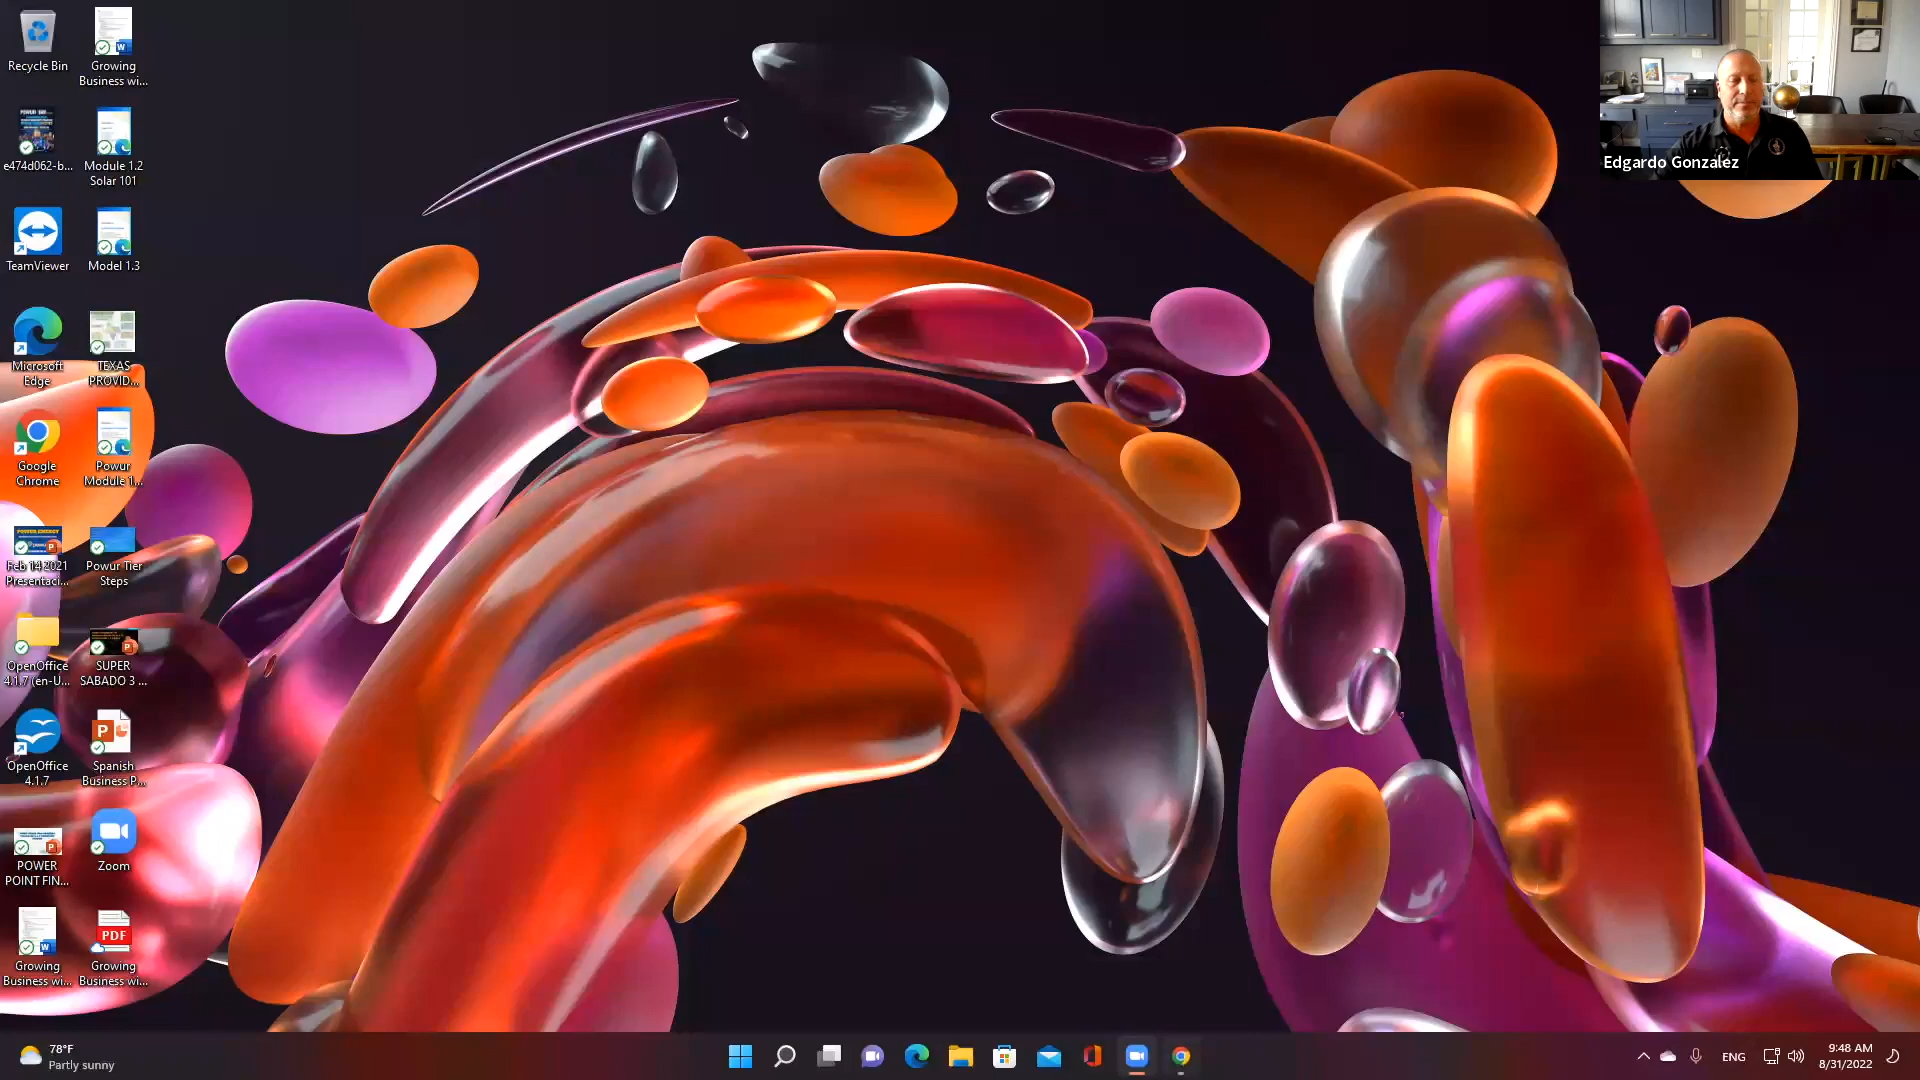 Recycle Bin
Growing
Business wi...
e474d062-b...
Module 1.2
Solar 101
TeamViewer
Model 1.3
Microsoft
Edge
TEXAS
PROVID...
Google
Chrome
Powur
Module 1...
POWUR ENERGY
Feb 14 2021
Presentaci...
Powur Tier
Steps
OpenOffice
4.1.7 (en-U...
SUPER
SABADO 3 ...
OpenOffice
4.1.7
Spanish
Business P...
POWER
POINT FIN...
Zoom
Growing
Business wi...
PDF
Growing
Business wi...
Edgardo Gonzalez
78°F
Partly sunny
ENG
9:48 AM
8/31/2022